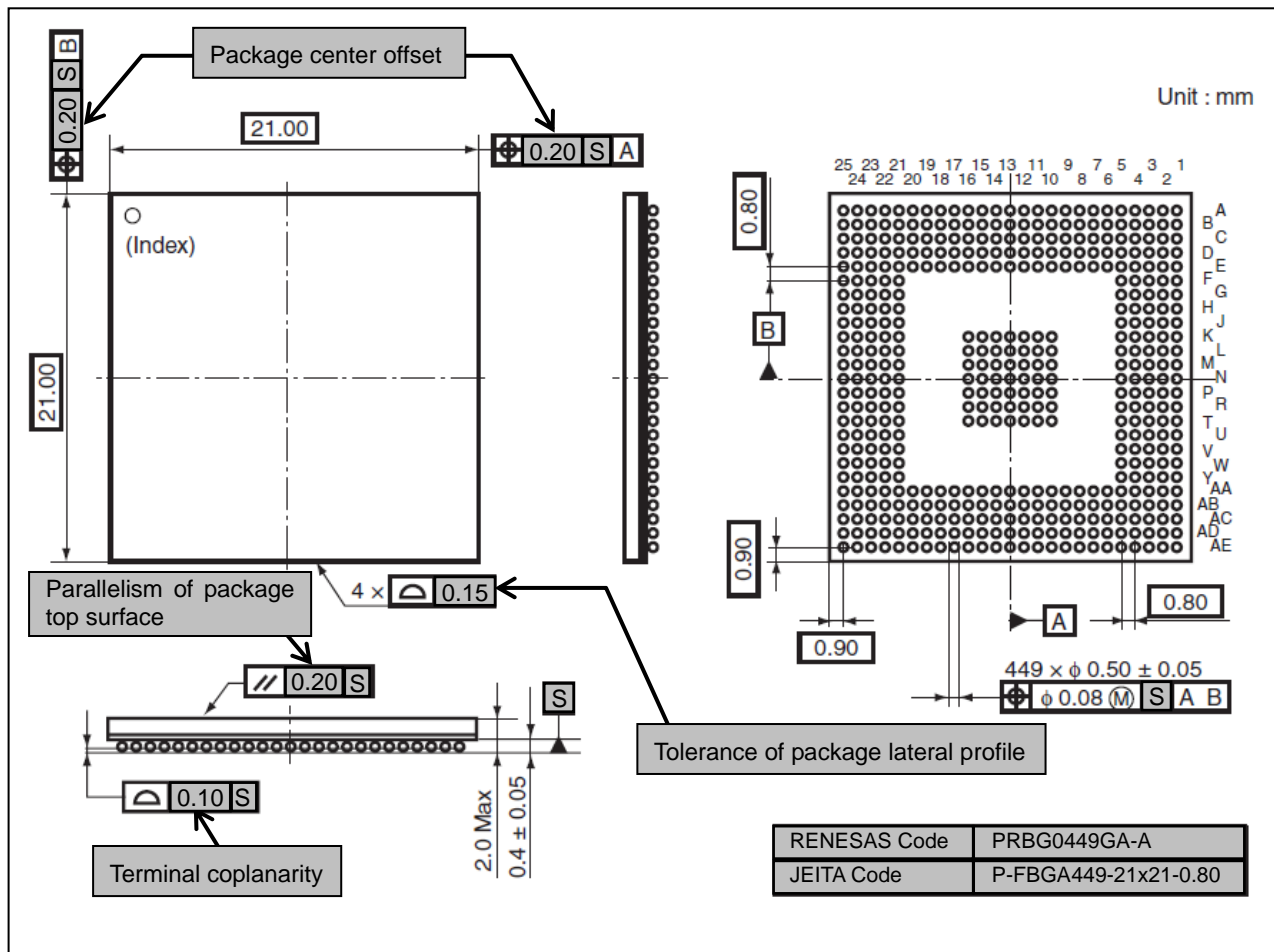 Package center offset
0.20 S B
21.00
0.20 S A
Unit : mm
(Index)
21.00
25 23 21 19 17 15 13 11 9 7 5 3 1
24 22 20 18 16 14 12 10 8 6 4 2
0.80
A
B
C
D
E
F
G
H
J
K
L
M
N
P
R
T
U
V
W
Y
AA
AB
AC
AD
AE
B
0.90
0.90
A
0.80
449 × ϕ 0.50 ± 0.05
ϕ 0.08 Ⓜ S A B
4 × 0.15
Parallelism of package
top surface
// 0.20 S
S
Tolerance of package lateral profile
0.10 S
2.0 Max
0.4 ± 0.05
Terminal coplanarity
RENESAS Code PRBG0449GA-A
JEITA Code P-FBGA449-21x21-0.80